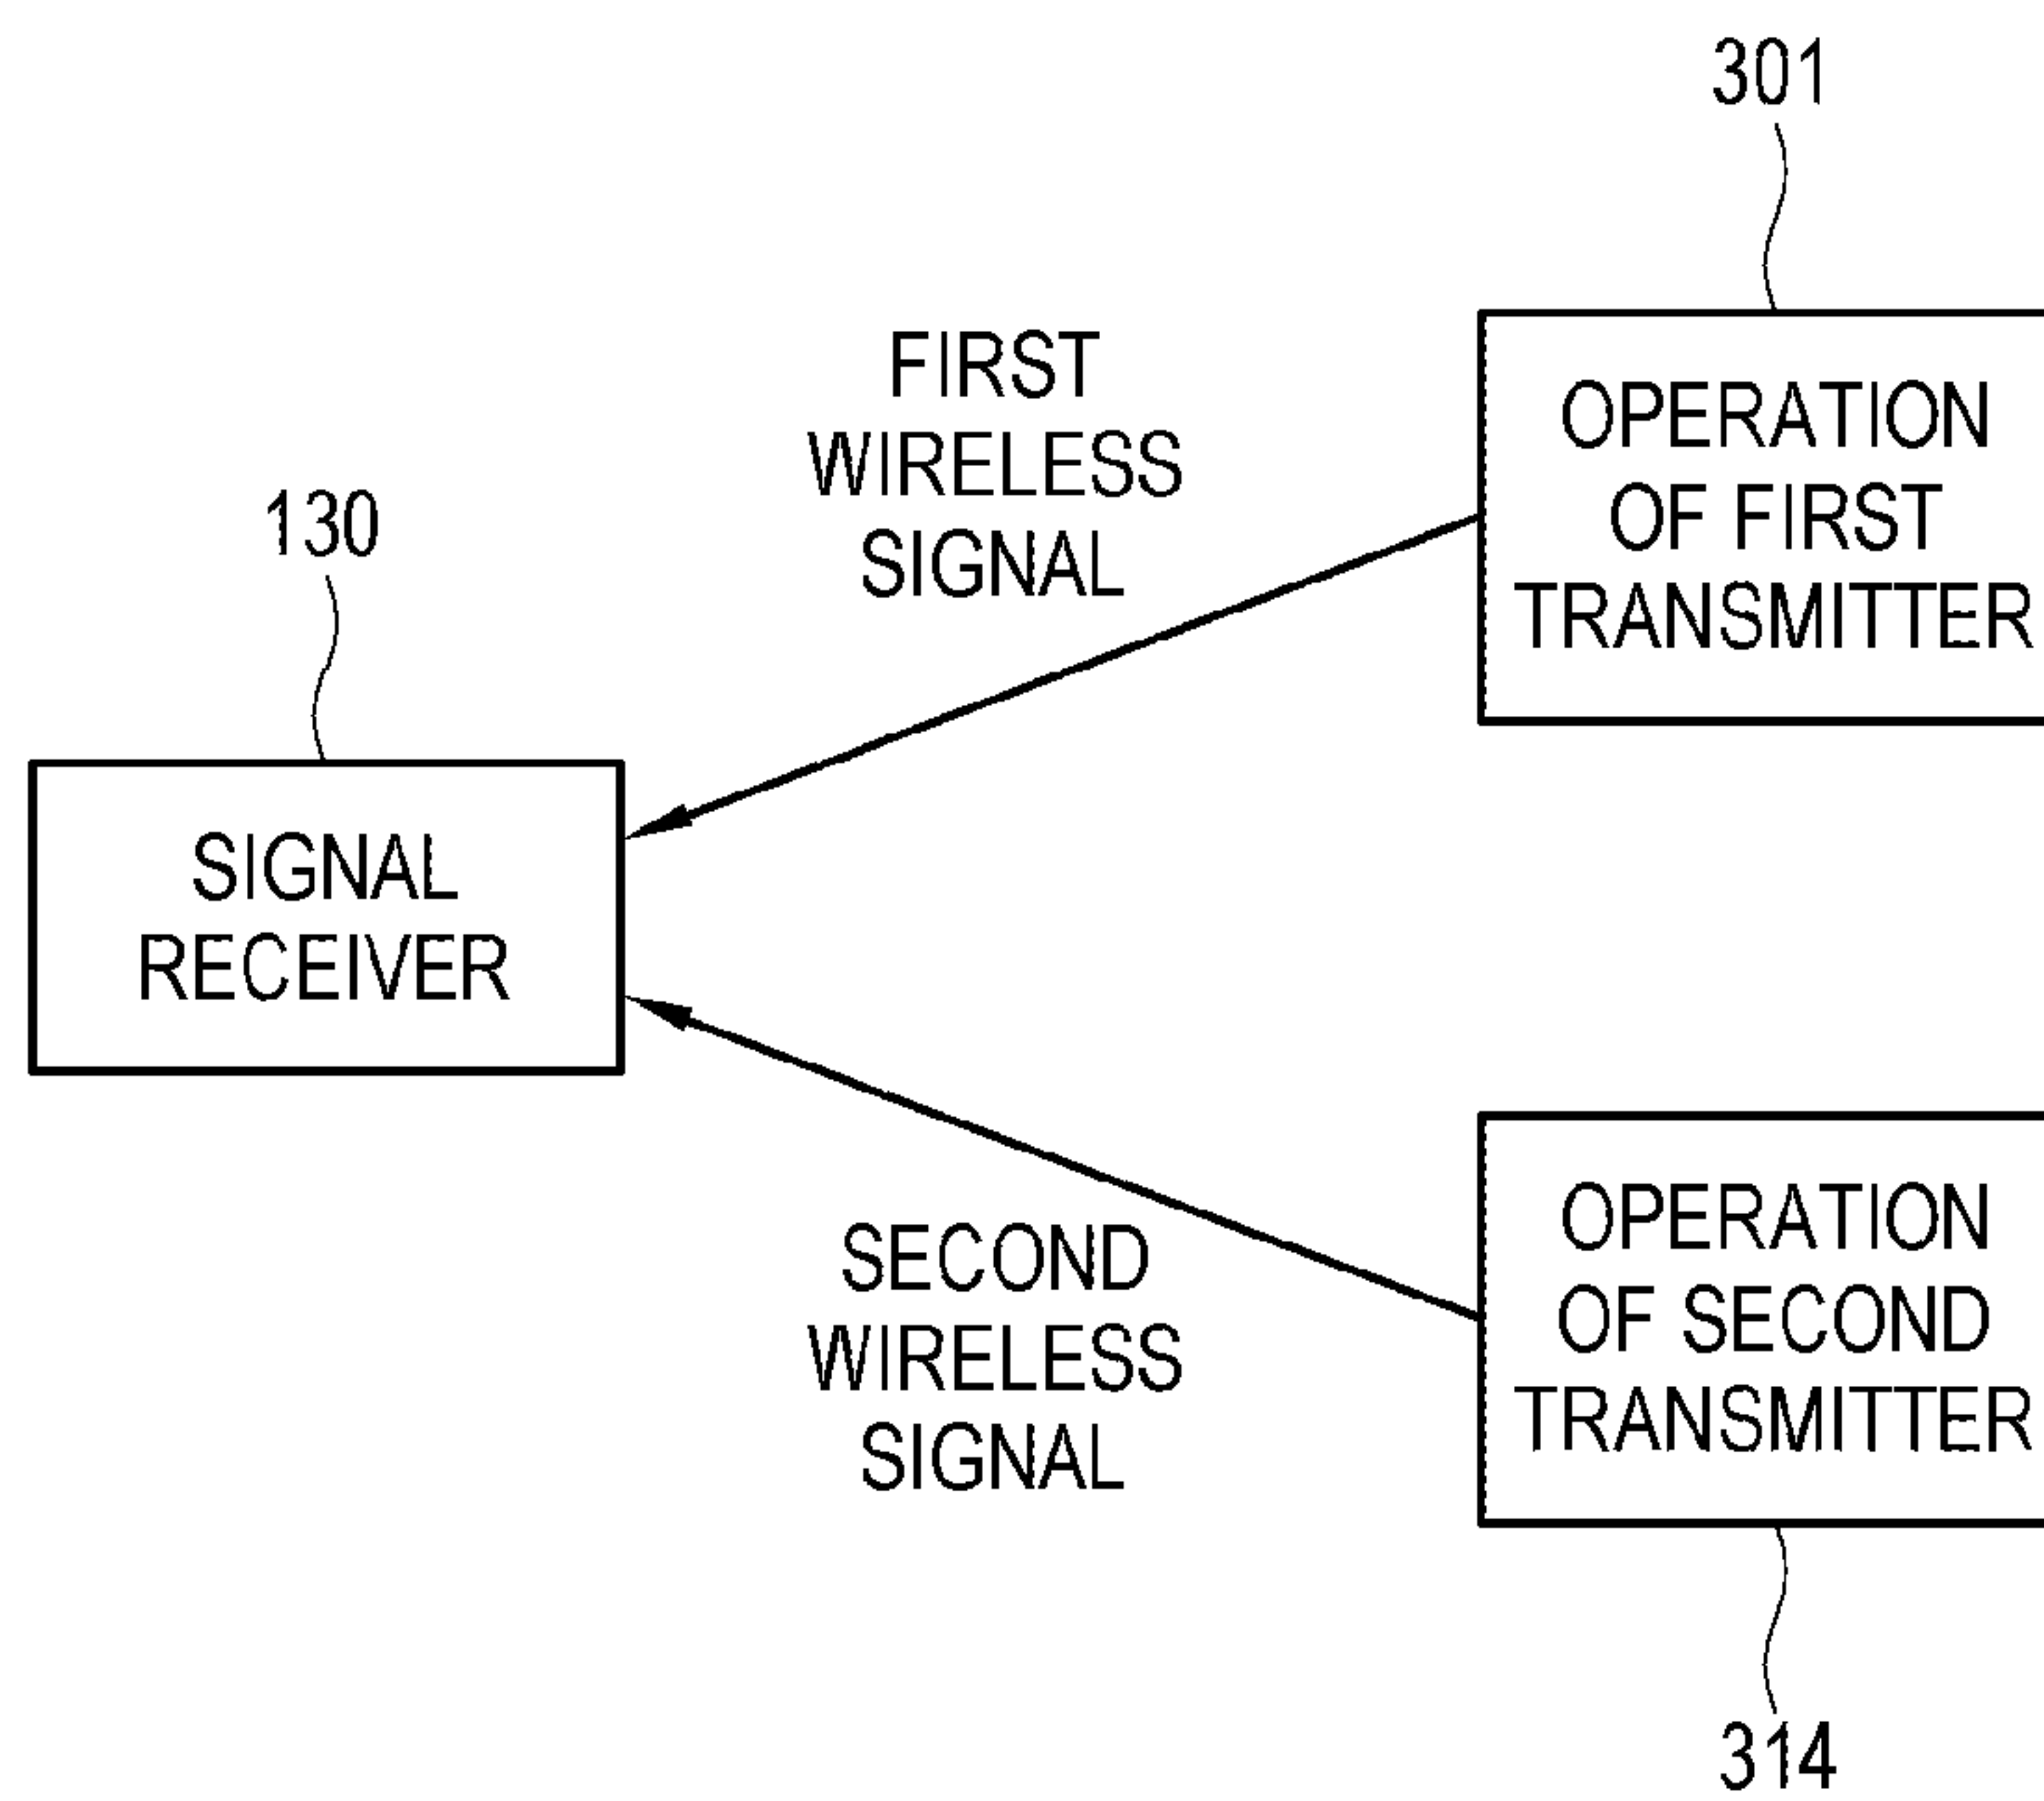 301
FIRST
WIRELESS
SIGNAL
OPERATION
OF FIRST
TRANSMITTER
130
SIGNAL
RECEIVER
SECOND
WIRELESS
SIGNAL
OPERATION
OF SECOND
TRANSMITTER
314